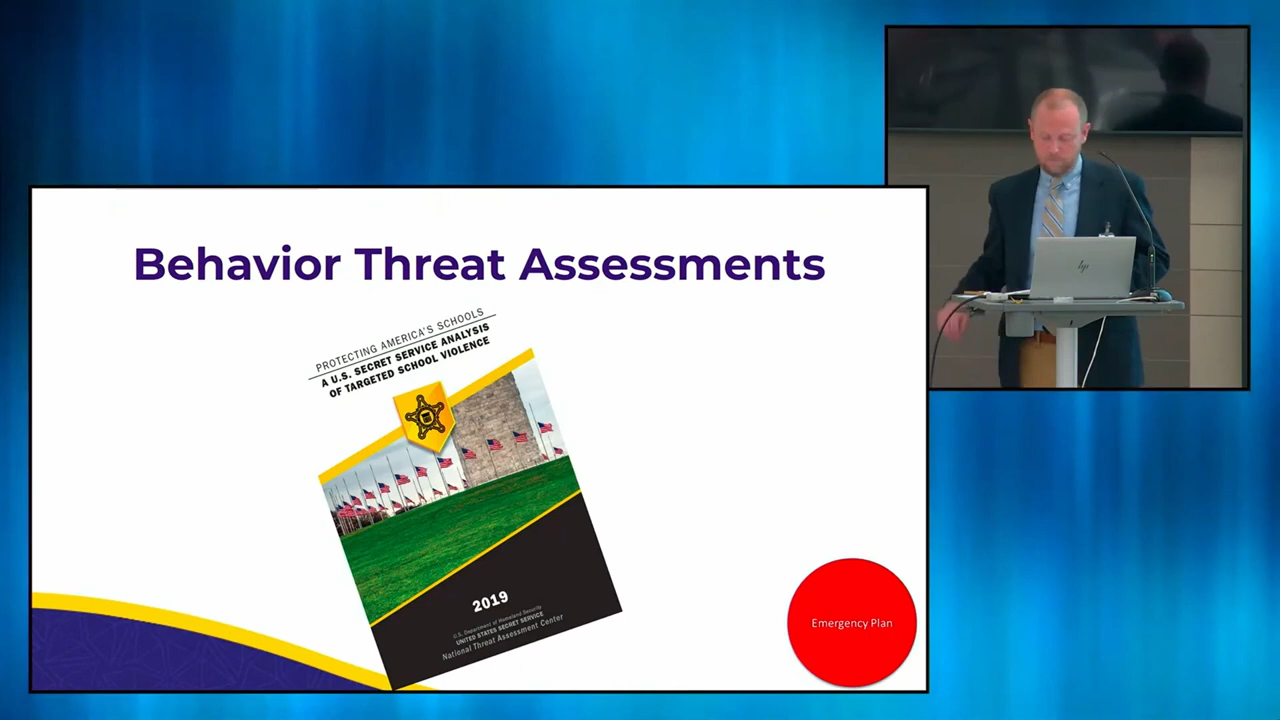 Behavior Threat Assessments
PROTECTING AMERICA'S SCHOOLS
A U.S. SECRET SERVICE ANALYSIS
OF TARGETED SCHOOL VIOLENCE
2019
U.S. Department of Homeland Security
UNITED STATES SECRET SERVICE
National Threat Assessment Center
Emergency Plan
hp